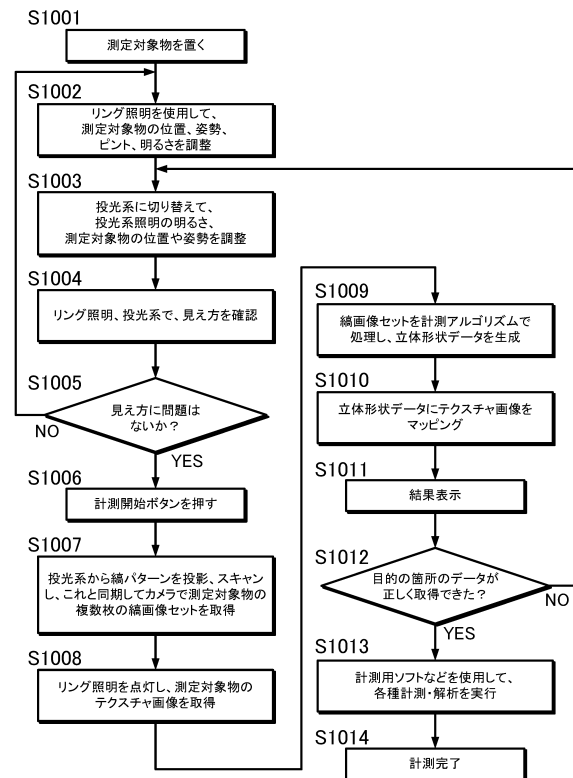 S1001
測定対象物を置く
S1002
リング照明を使用して、
測定対象物の位置、姿勢、
ピント、明るさを調整
S1003
投光系に切り替えて、
投光系照明の明るさ、
測定対象物の位置や姿勢を調整
S1004
リング照明、投光系で、見え方を確認
S1005
見え方に問題は
ないか？
NO
YES
S1006
計測開始ボタンを押す
S1007
投光系から縞パターンを投影、スキャン
し、これと同期してカメラで測定対象物の
複数枚の縞画像セットを取得
S1008
リング照明を点灯し、測定対象物の
テクスチャ画像を取得
S1009
縞画像セットを計測アルゴリズムで
処理し、立体形状データを生成
S1010
立体形状データにテクスチャ画像を
マッピング
S1011
結果表示
S1012
目的の箇所のデータが
正しく取得できた？
NO
YES
S1013
計測用ソフトなどを使用して、
各種計測・解析を実行
S1014
計測完了